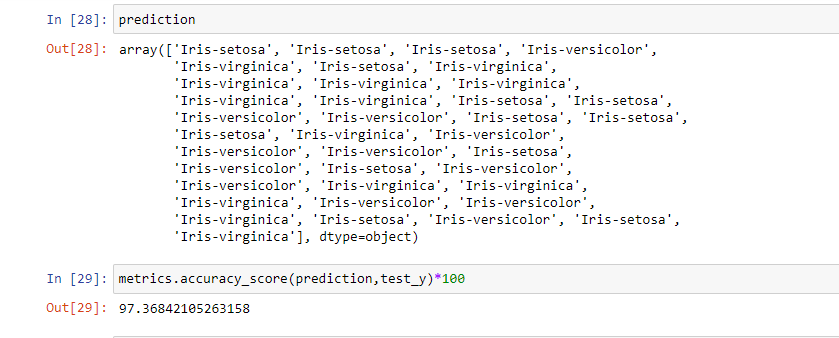 In [28]: prediction
Out[28]: array(['Iris-setosa', 'Iris-setosa', 'Iris-setosa', 'Iris-versicolor',
'Iris-virginica', 'Iris-setosa', 'Iris-virginica',
'Iris-virginica', 'Iris-virginica', 'Iris-virginica',
'Iris-virginica', 'Iris-virginica', 'Iris-setosa', 'Iris-setosa',
'Iris-versicolor', 'Iris-versicolor', 'Iris-setosa', 'Iris-setosa',
'Iris-setosa', 'Iris-virginica', 'Iris-versicolor',
'Iris-versicolor', 'Iris-versicolor', 'Iris-setosa',
'Iris-versicolor', 'Iris-setosa', 'Iris-versicolor',
'Iris-versicolor', 'Iris-virginica', 'Iris-virginica',
'Iris-virginica', 'Iris-versicolor', 'Iris-versicolor',
'Iris-virginica', 'Iris-setosa', 'Iris-versicolor', 'Iris-setosa',
'Iris-virginica'], dtype=object)
In [29]: metrics.accuracy_score(prediction,test_y)*100
Out[29]: 97.36842105263158